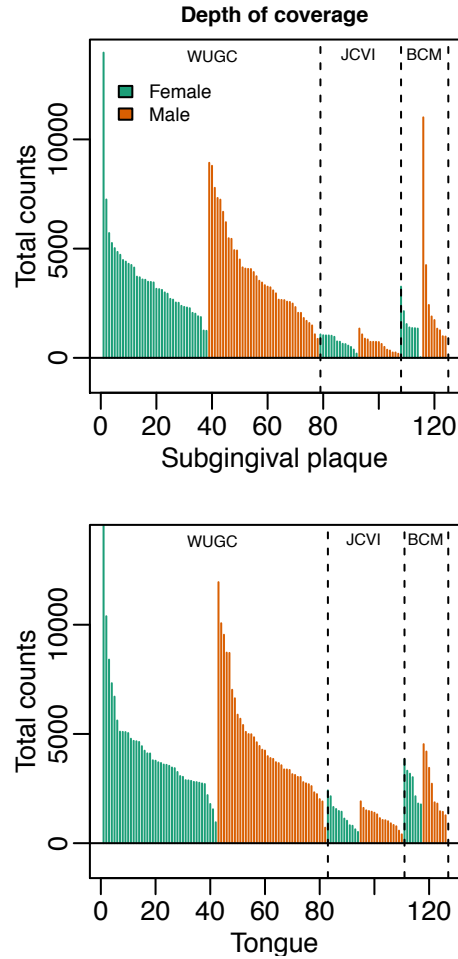 Depth of coverage
WUGC JCVI BCM
Female
Male
Total counts
0 5000 10000
0 20 40 60 80 120
Subgingival plaque
WUGC JCVI BCM
Total counts
0 5000 10000
0 20 40 60 80 120
Tongue